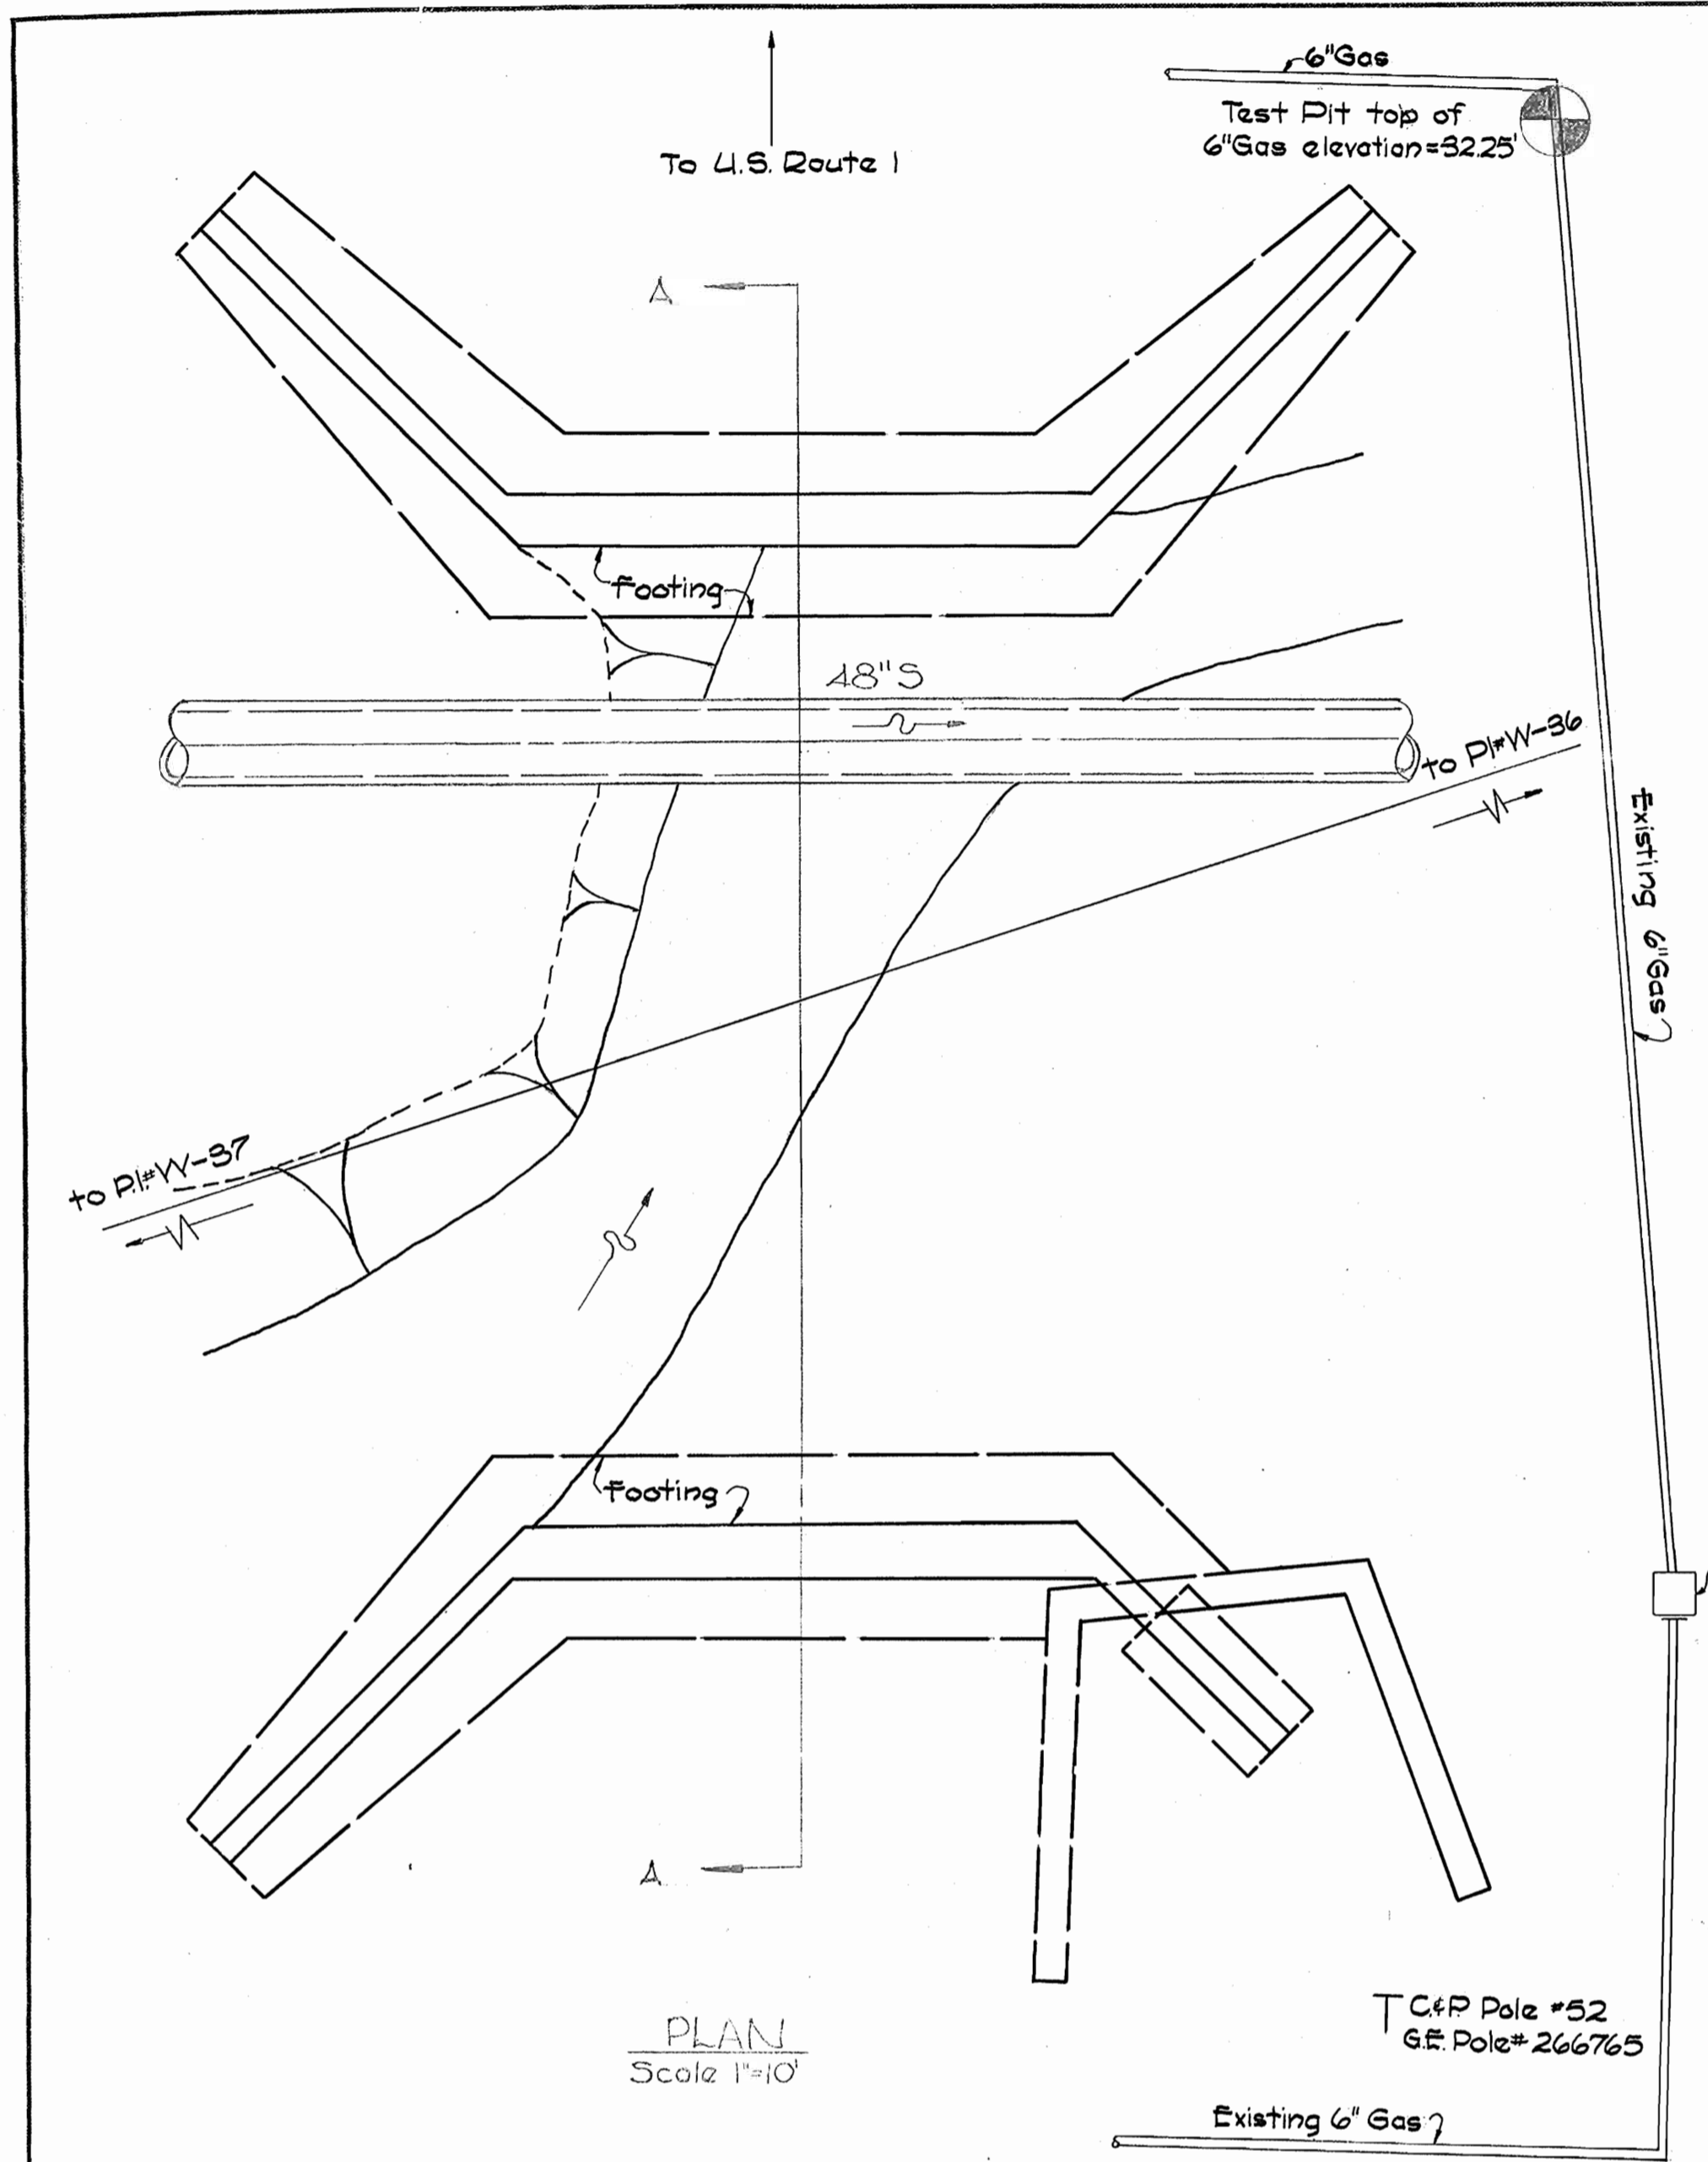 6"Gas
Test Pit top of
6"Gas elevation=32.25'
To U.S. Route 1
A
Footing
48"S
to PI#W-36
Existing 6"Gas
to P.I.#W-37
Footing
A
C&P Pole #52
G.E. Pole# 266765
PLAN
Scale 1"=10'
Existing 6" Gas